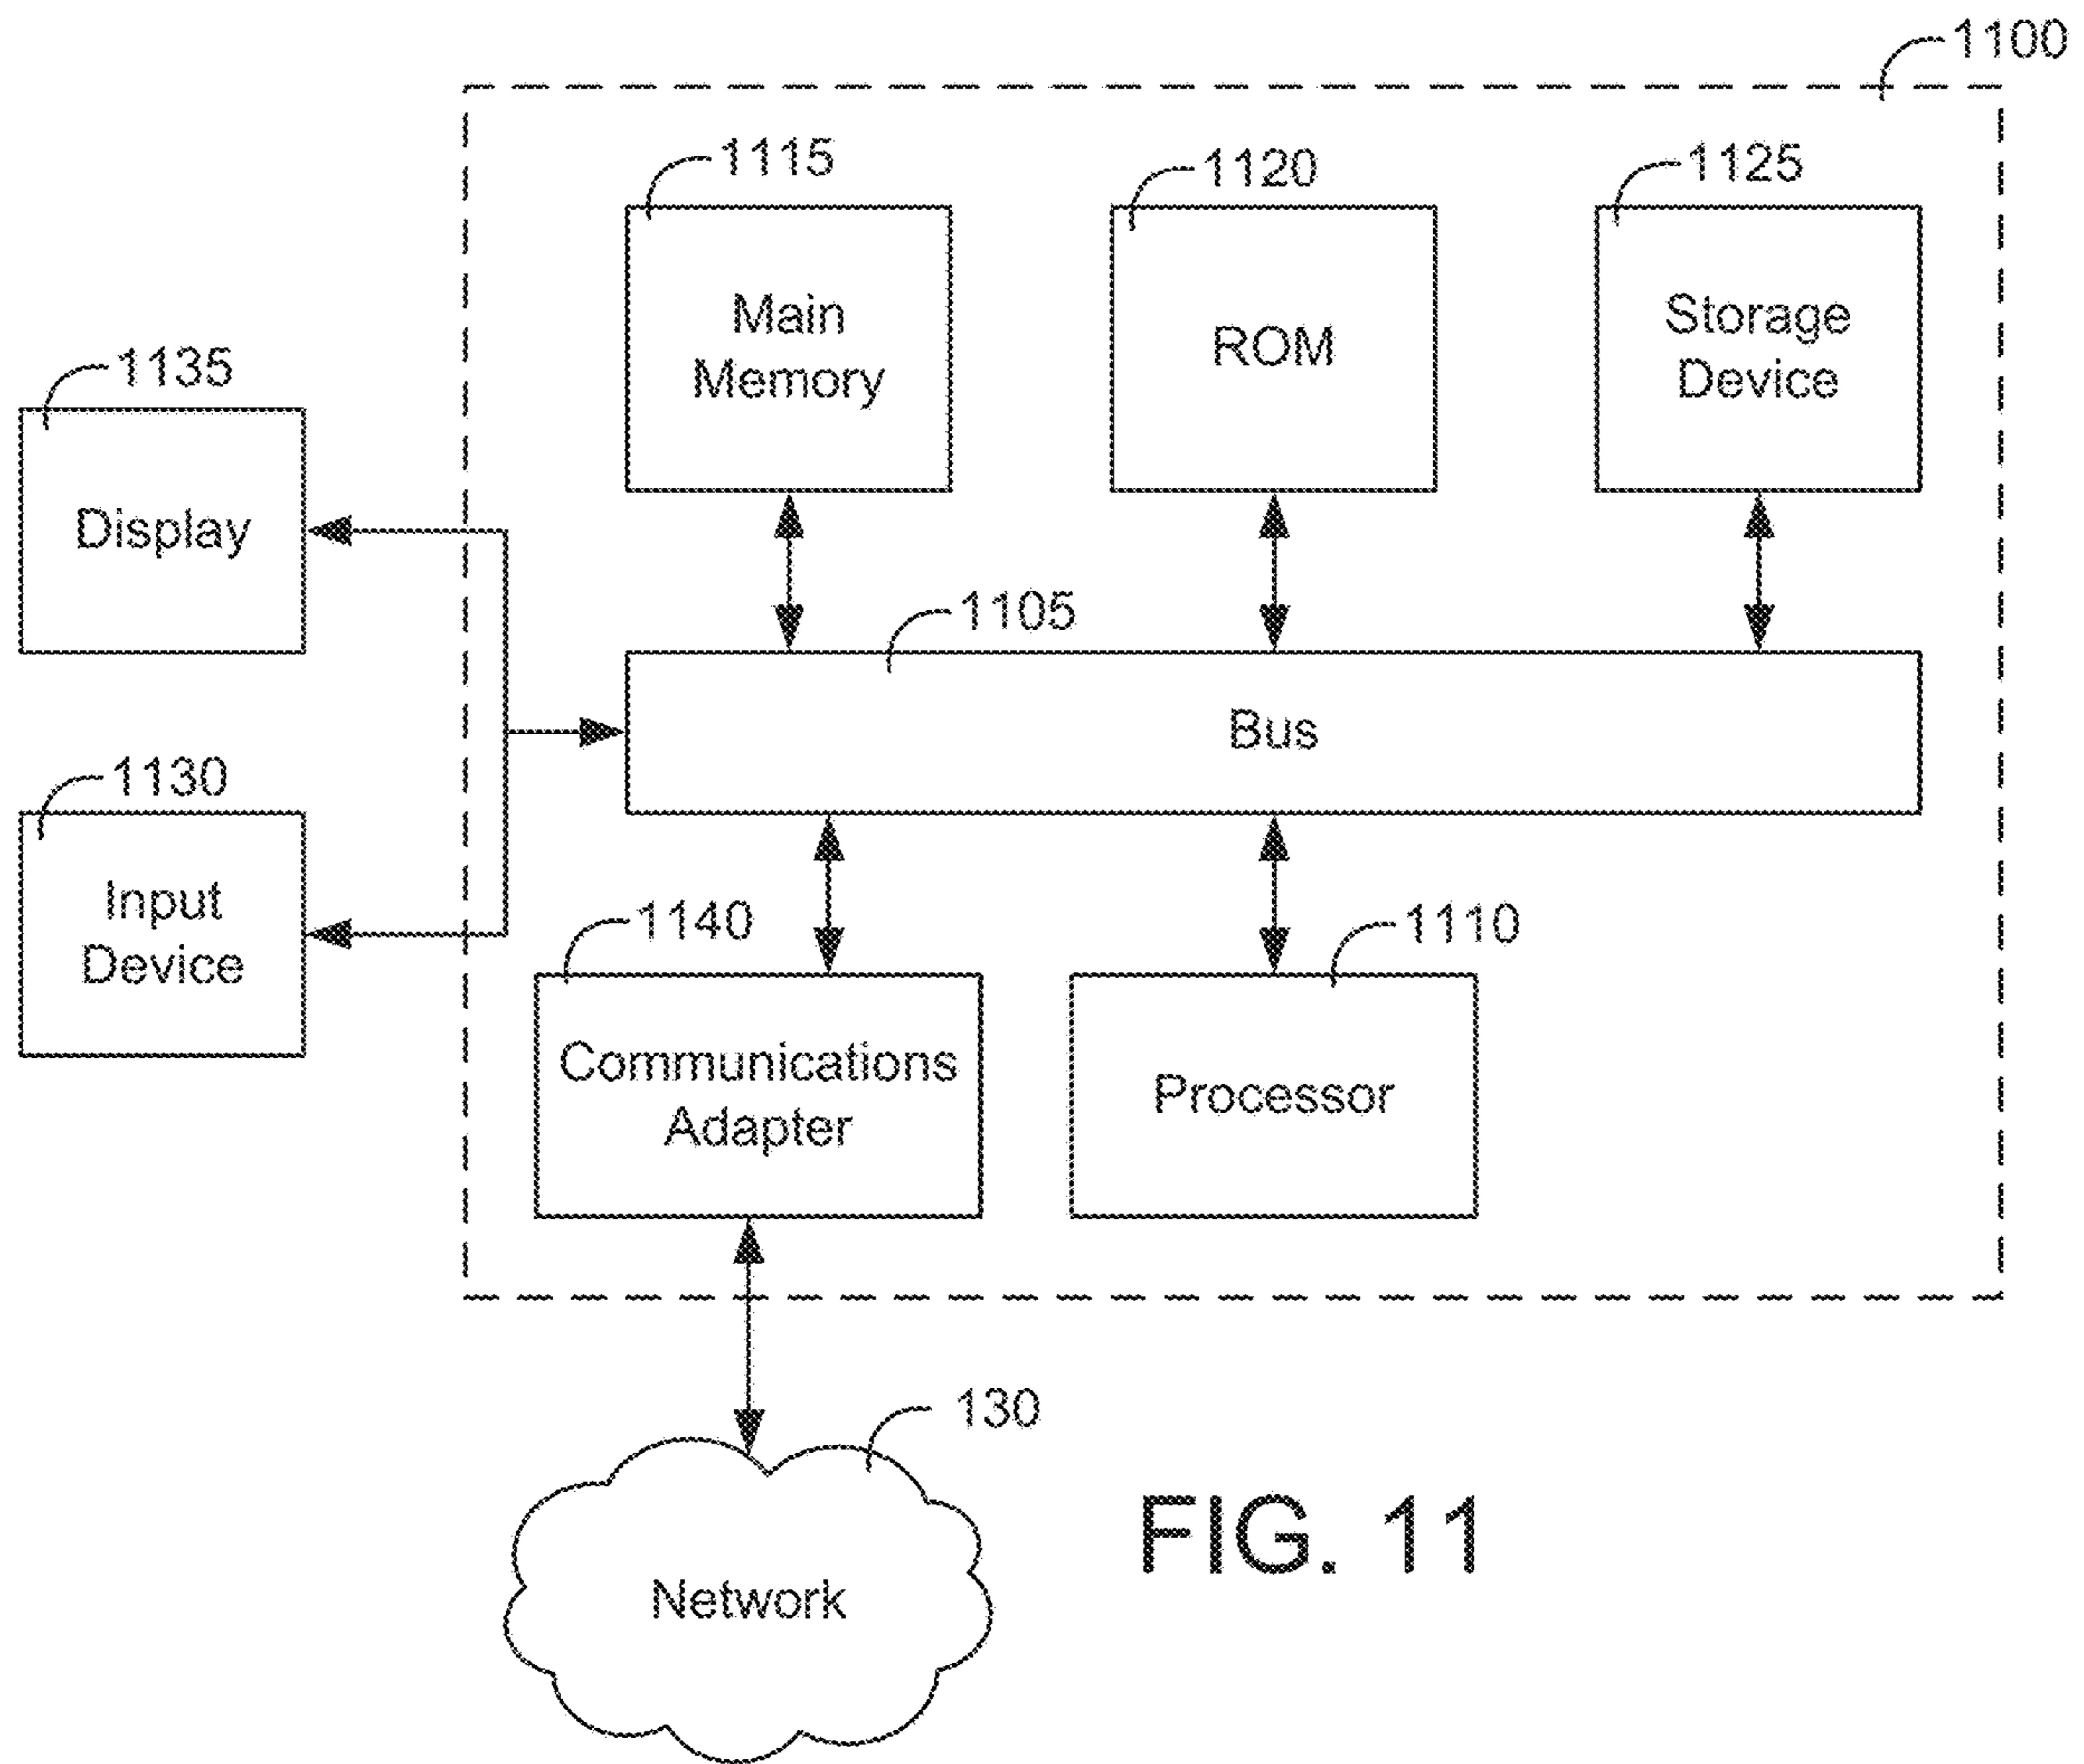 1100
1115
1120
1125
Main
Memory
ROM
Storage
Device
1135
Display
1105
Bus
1130
Input
Device
1140
1110
Communications
Adapter
Processor
130
Network
FIG. 11